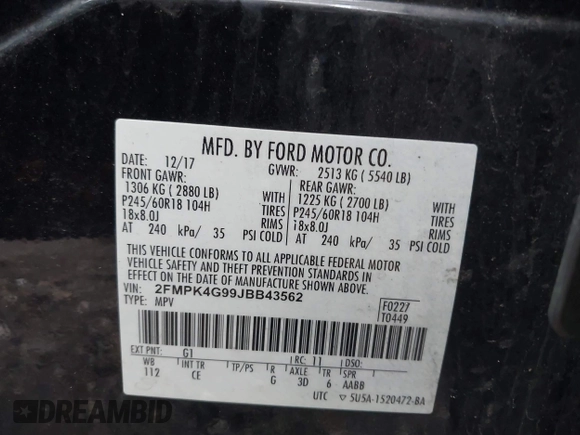 MFD. BY FORD MOTOR CO.
DATE: 12/17 GVWR: 2513 KG ( 5540 LB)
FRONT GAWR: REAR GAWR:
1306 KG ( 2880 LB) 1225 KG ( 2700 LB)
P245/60R18 104H TIRES P245/60R18 104H TIRES
18x8.0J RIMS 18x8.0J RIMS
AT 240 kPa/ 35 PSI COLD AT 240 kPa/ 35 PSI COLD
THIS VEHICLE CONFORMS TO ALL APPLICABLE FEDERAL MOTOR
VEHICLE SAFETY AND THEFT PREVENTION STANDARDS IN
EFFECT ON THE DATE OF MANUFACTURE SHOWN ABOVE.
VIN: 2FMPK4G99JBB43562
TYPE: MPV
F0227
T0449
EXT PNT: G1 RC: 11 DSO:
WB INT TR TP/PS R AXLE TR SPR
112 CE G 3D 6 AABB
UTC SU5A-1520472-BA
DREAMBID